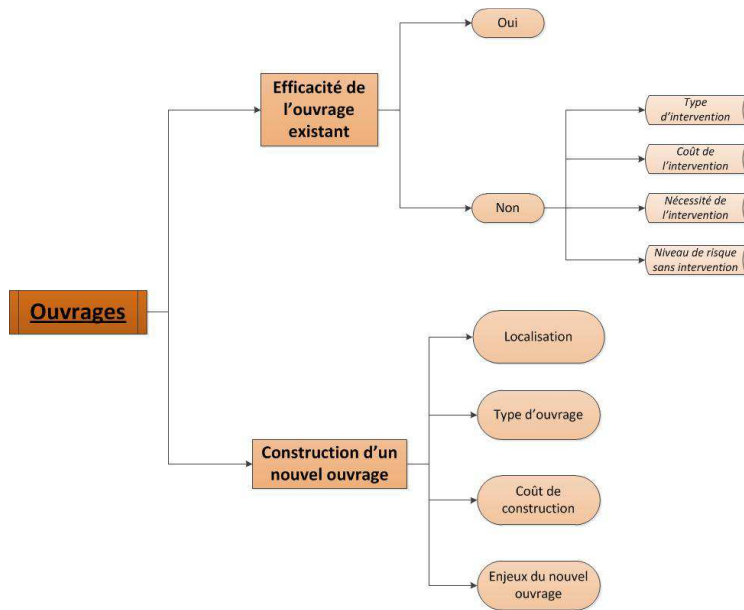 Oui
Efficacité de
l'ouvrage
existant
Type
d'intervention
Coût de
l'intervention
Non
Nécessité de
l'intervention
Niveau de risque
sans intervention
Ouvrages
Localisation
Type d'ouvrage
Construction d'un
nouvel ouvrage
Coût de
construction
Enjeux du nouvel
ouvrage